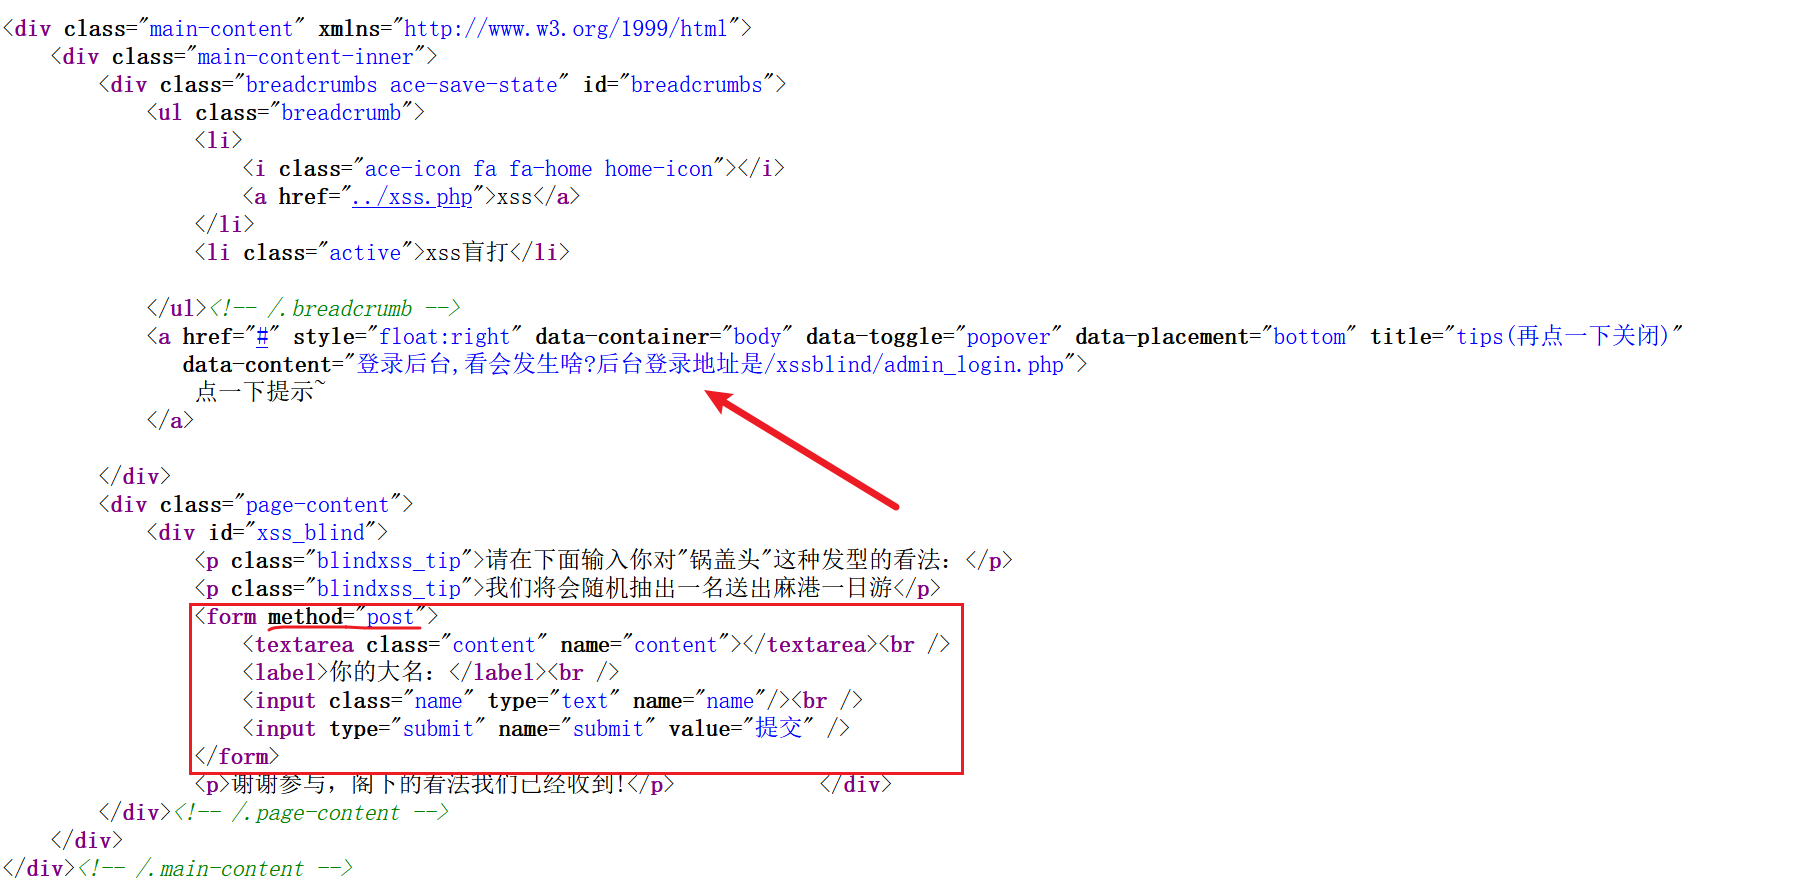 <div class="main-content" xmlns="http://www.w3.org/1999/html">
<div class="main-content-inner">
<div class="breadcrumbs ace-save-state" id="breadcrumbs">
<ul class="breadcrumb">
<li>
<i class="ace-icon fa fa-home home-icon"></i>
<a href="../xss.php">xss</a>
</li>
<li class="active">xss盲打</li>
</ul><!-- /.breadcrumb -->
<a href="#" style="float:right" data-container="body" data-toggle="popover" data-placement="bottom" title="tips(再点一下关闭)"
data-content="登录后台,看会发生啥?后台登录地址是/xssblind/admin_login.php">
点一下提示~
</a>
</div>
<div class="page-content">
<div id="xss_blind">
<p class="blindxss_tip">请在下面输入你对"锅盖头"这种发型的看法：</p>
<p class="blindxss_tip">我们将会随机抽出一名送出麻港一日游</p>
<form method="post">
<textarea class="content" name="content"></textarea><br />
<label>你的大名：</label><br />
<input class="name" type="text" name="name"/><br />
<input type="submit" name="submit" value="提交" />
</form>
<p>谢谢参与，阁下的看法我们已经收到!</p> </div>
</div><!-- /.page-content -->
</div>
</div><!-- /.main-content -->